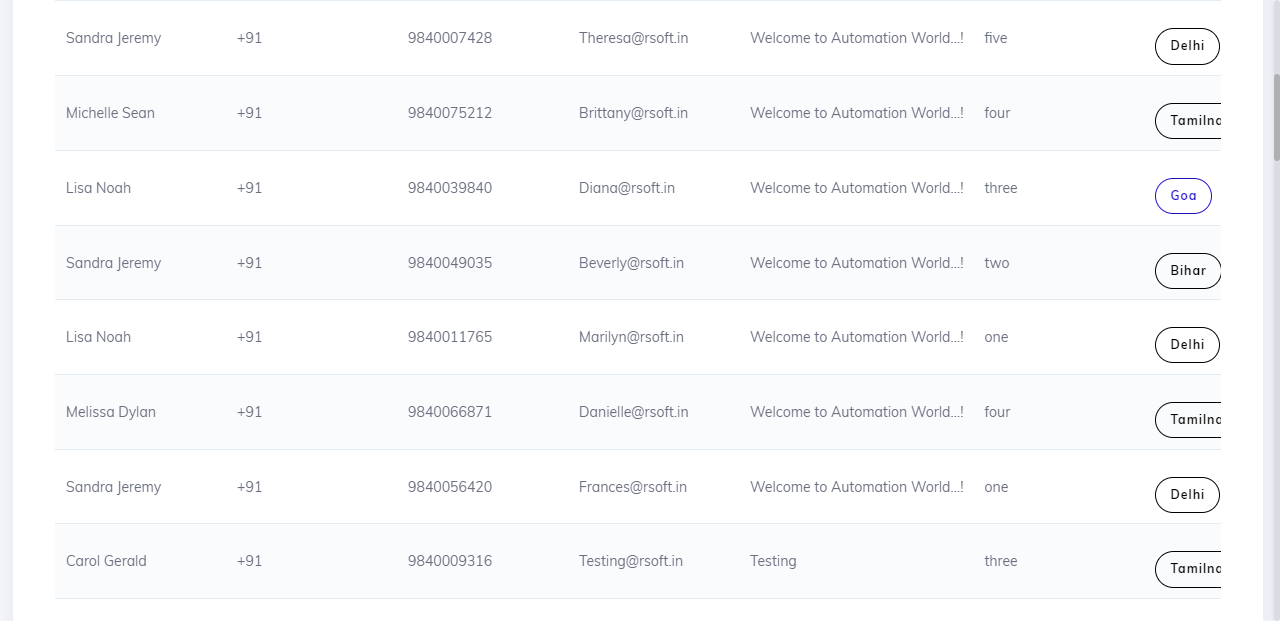 Sandra Jeremy +91 9840007428 Theresa@rsoft.in Welcome to Automation World...! five Delhi
Michelle Sean +91 9840075212 Brittany@rsoft.in Welcome to Automation World...! four Tamilna
Lisa Noah +91 9840039840 Diana@rsoft.in Welcome to Automation World...! three Goa
Sandra Jeremy +91 9840049035 Beverly@rsoft.in Welcome to Automation World...! two Bihar
Lisa Noah +91 9840011765 Marilyn@rsoft.in Welcome to Automation World...! one Delhi
Melissa Dylan +91 9840066871 Danielle@rsoft.in Welcome to Automation World...! four Tamilna
Sandra Jeremy +91 9840056420 Frances@rsoft.in Welcome to Automation World...! one Delhi
Carol Gerald +91 9840009316 Testing@rsoft.in Testing three Tamilna